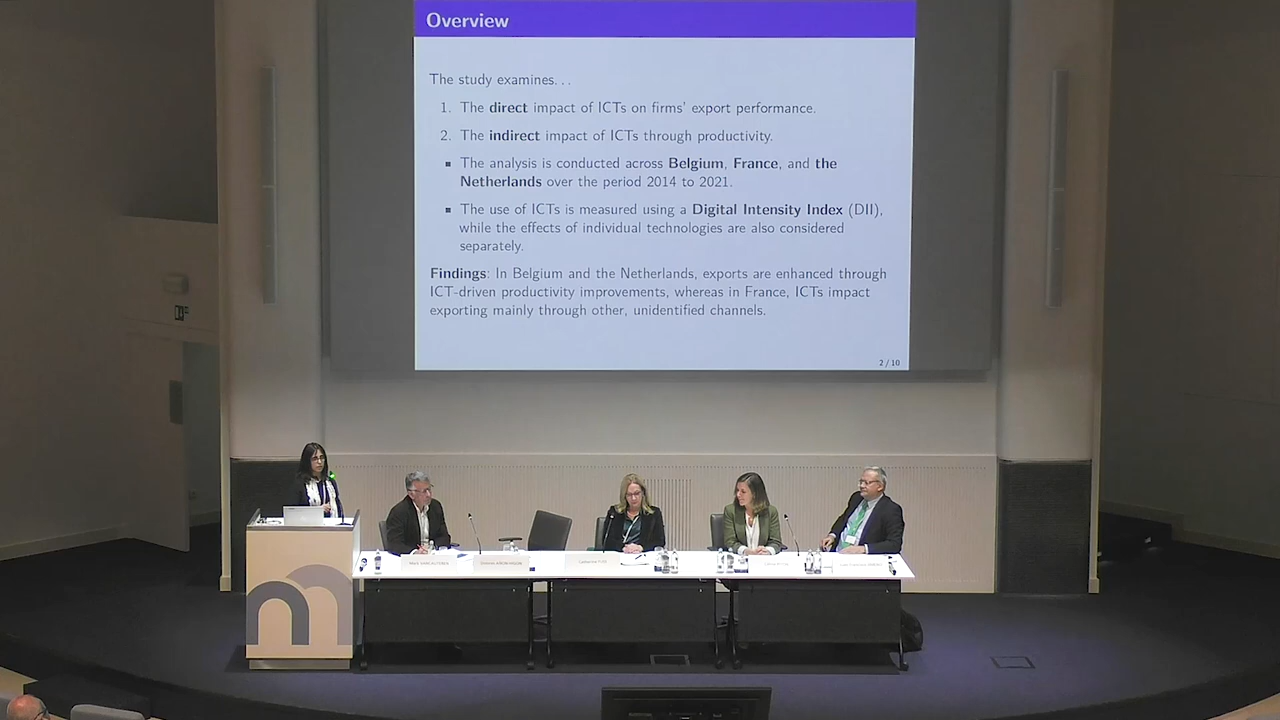 Overview
The study examines. . .
1. The direct impact of ICTs on firms' export performance.
2. The indirect impact of ICTs through productivity.
▪ The analysis is conducted across Belgium, France, and the
Netherlands over the period 2014 to 2021.
▪ The use of ICTs is measured using a Digital Intensity Index (DII),
while the effects of individual technologies are also considered
separately.
Findings: In Belgium and the Netherlands, exports are enhanced through
ICT-driven productivity improvements, whereas in France, ICTs impact
exporting mainly through other, unidentified channels.
2 / 10